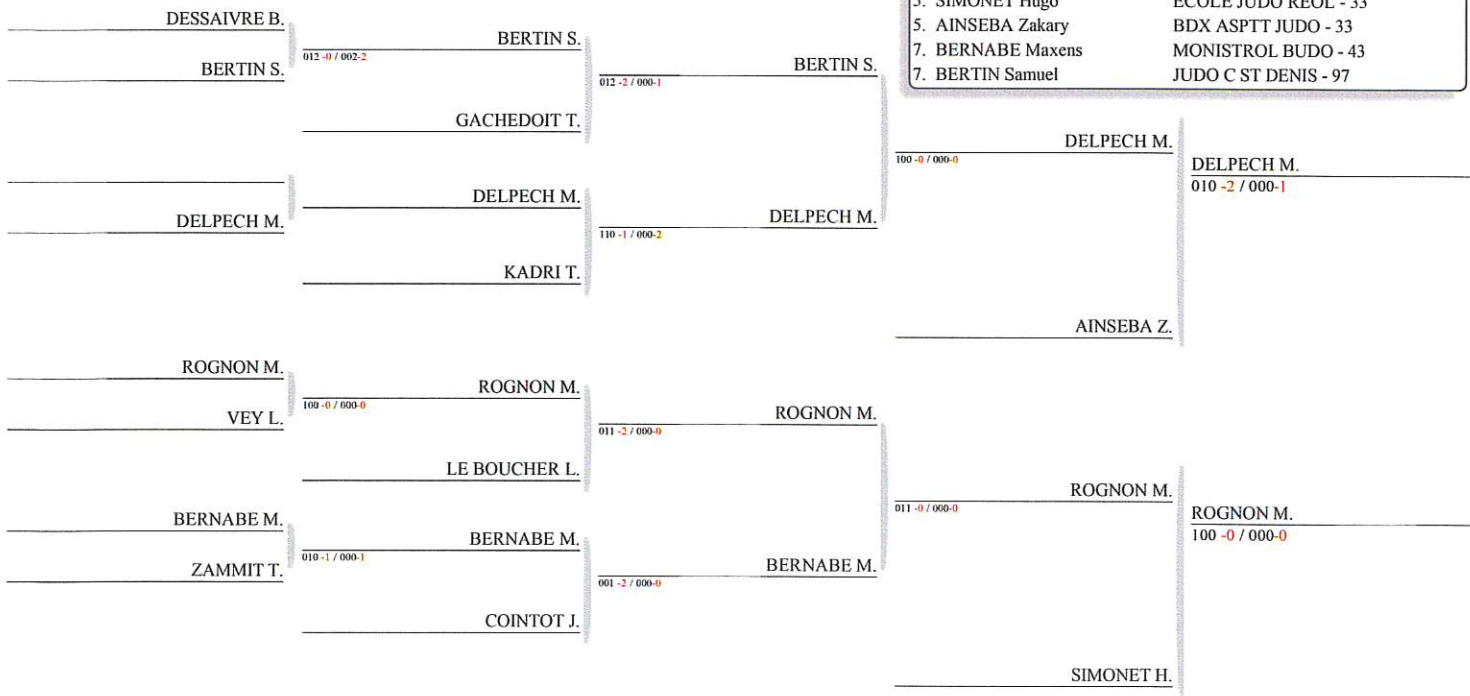 5. SIMONET Hugo ECOLE JUDO REOL - 33
5. AINSEBA Zakary BDX ASPTT JUDO - 33
7. BERNABE Maxens MONISTROL BUDO - 43
7. BERTIN Samuel JUDO C ST DENIS - 97
DESSAIVRE B.
BERTIN S.
012 -0 / 002-2
BERTIN S.
GACHEDOIT T.
012 -2 / 000-1
BERTIN S.
DELPECH M.
DELPECH M.
KADRI T.
110 -1 / 000-2
DELPECH M.
100 -0 / 000-0
DELPECH M.
AINSEBA Z.
DELPECH M.
010 -2 / 000-1
ROGNON M.
VEY L.
100 -0 / 000-0
ROGNON M.
LE BOUCHER L.
011 -2 / 000-0
ROGNON M.
BERNABE M.
ZAMMIT T.
010 -1 / 000-1
BERNABE M.
COINTOT J.
001 -2 / 000-0
BERNABE M.
011 -0 / 000-0
ROGNON M.
SIMONET H.
ROGNON M.
100 -0 / 000-0